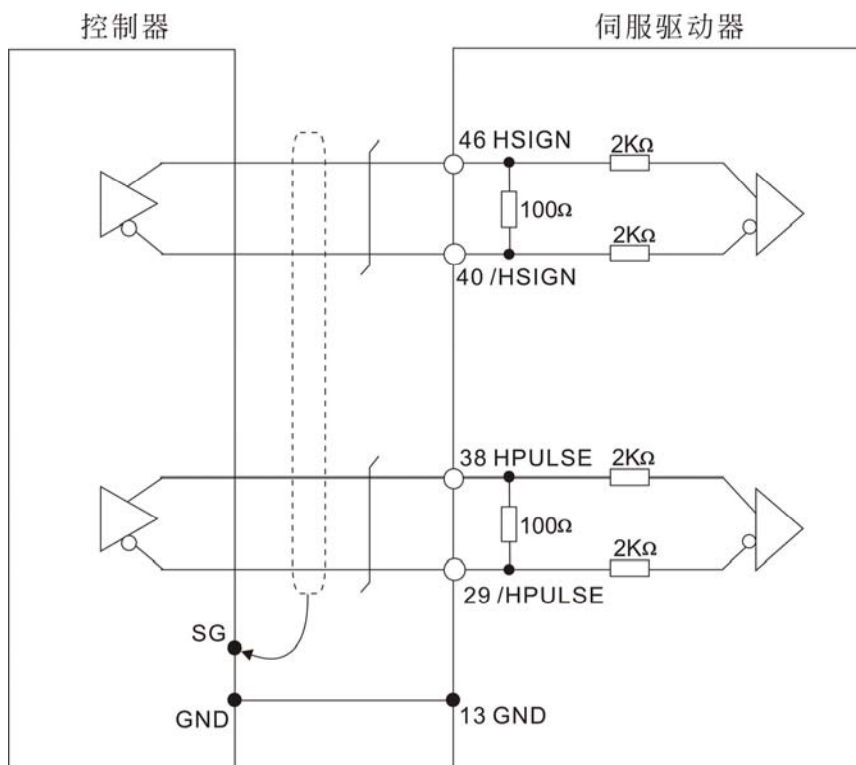 控制器
伺服驱动器
46 HSIGN
2KΩ
100Ω
2KΩ
40 /HSIGN
38 HPULSE
2KΩ
100Ω
2KΩ
29 /HPULSE
SG
GND
13 GND